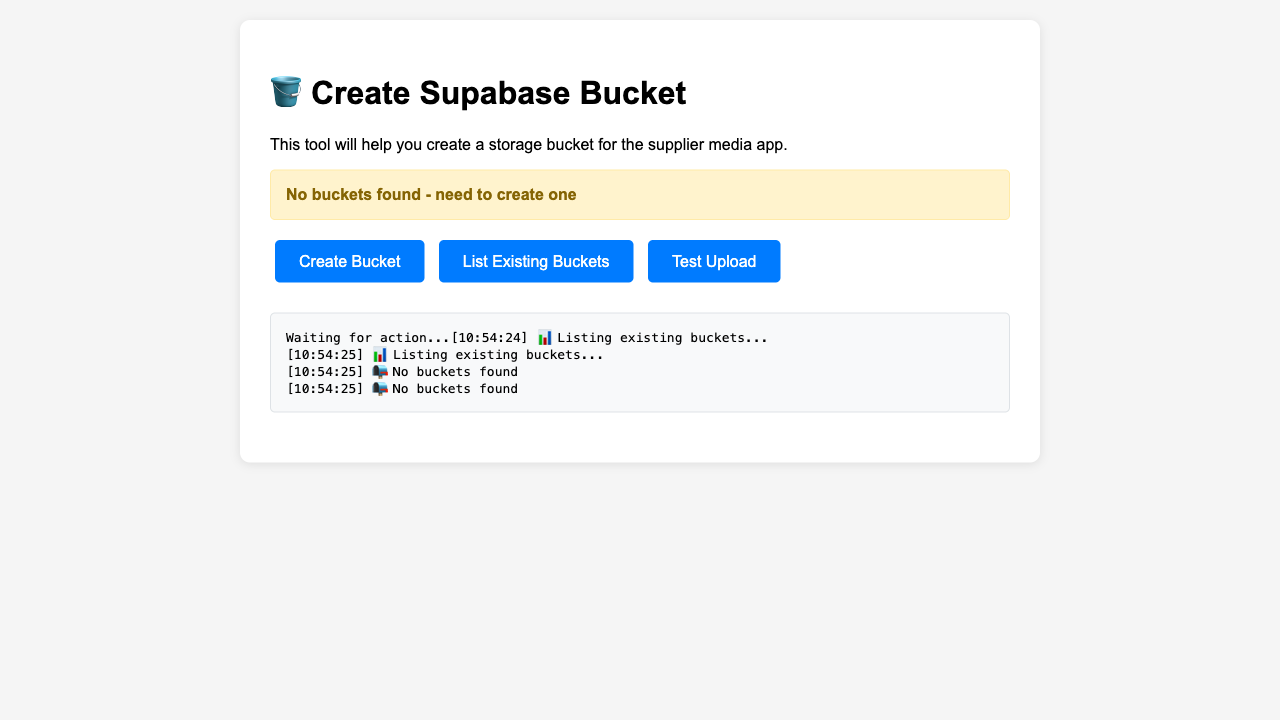 🪣 Create Supabase Bucket
This tool will help you create a storage bucket for the supplier media app.
No buckets found - need to create one
Create Bucket List Existing Buckets Test Upload
Waiting for action...[10:54:24] 📊 Listing existing buckets...
[10:54:25] 📊 Listing existing buckets...
[10:54:25] 📭 No buckets found
[10:54:25] 📭 No buckets found